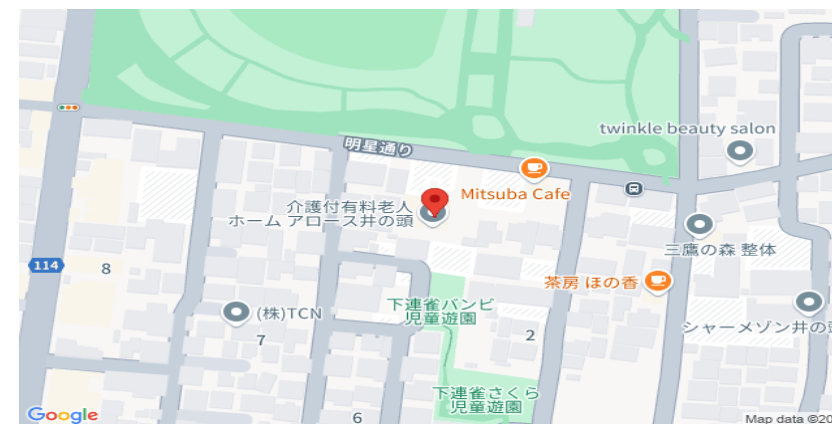 twinkle beauty salon
明星通り
Mitsuba Cafe
介護付有料老人
ホーム アロース井の頭
三鷹の森 整体
114
8
茶房 ほの香
下連雀バンビ
児童遊園
(株)TCN
シャーメゾン井の
7
2
下連雀さくら
児童遊園
6
Google
Map data ©20